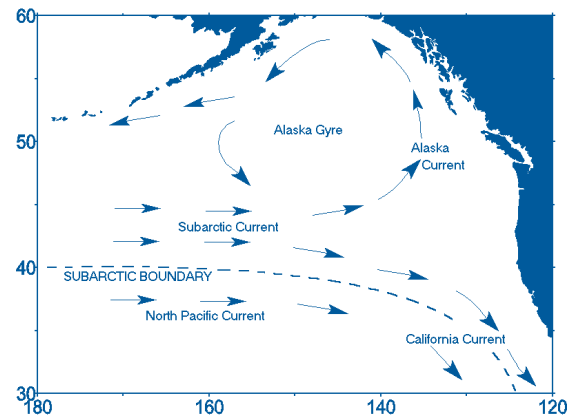 60
50
Alaska Gyre
Alaska
Current
Subarctic Current
40
SUBARCTIC BOUNDARY
North Pacific Current
California Current
30
180
160
140
120